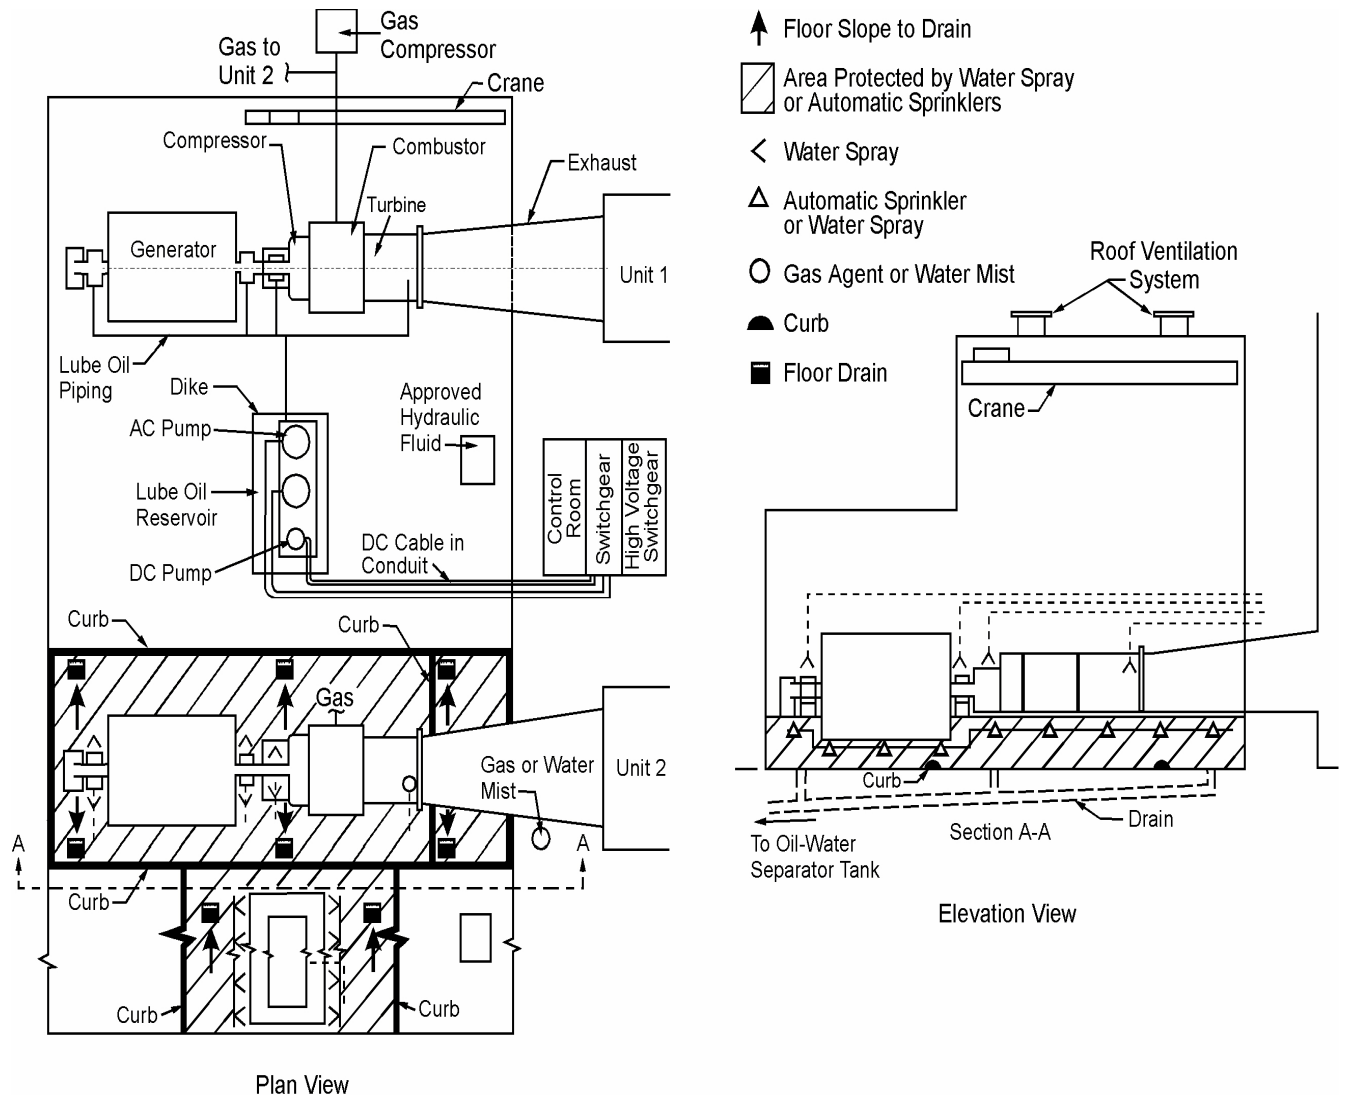 Gas
Compressor
Gas to
Unit 2
Crane
Compressor
Combustor
Exhaust
Turbine
Generator
Unit 1
Lube Oil
Piping
Dike
Approved
Hydraulic
Fluid
AC Pump
Lube Oil
Reservoir
Control
Room
Switchgear
High Voltage
Switchgear
DC Cable in
Conduit
DC Pump
Curb
Curb
Gas
Gas or Water
Mist
Unit 2
A
A
Curb
Curb
Curb
Plan View
Floor Slope to Drain
Area Protected by Water Spray
or Automatic Sprinklers
Water Spray
Automatic Sprinkler
or Water Spray
Gas Agent or Water Mist
Curb
Floor Drain
Roof Ventilation
System
Crane
Curb
Drain
Section A-A
To Oil-Water
Separator Tank
Elevation View